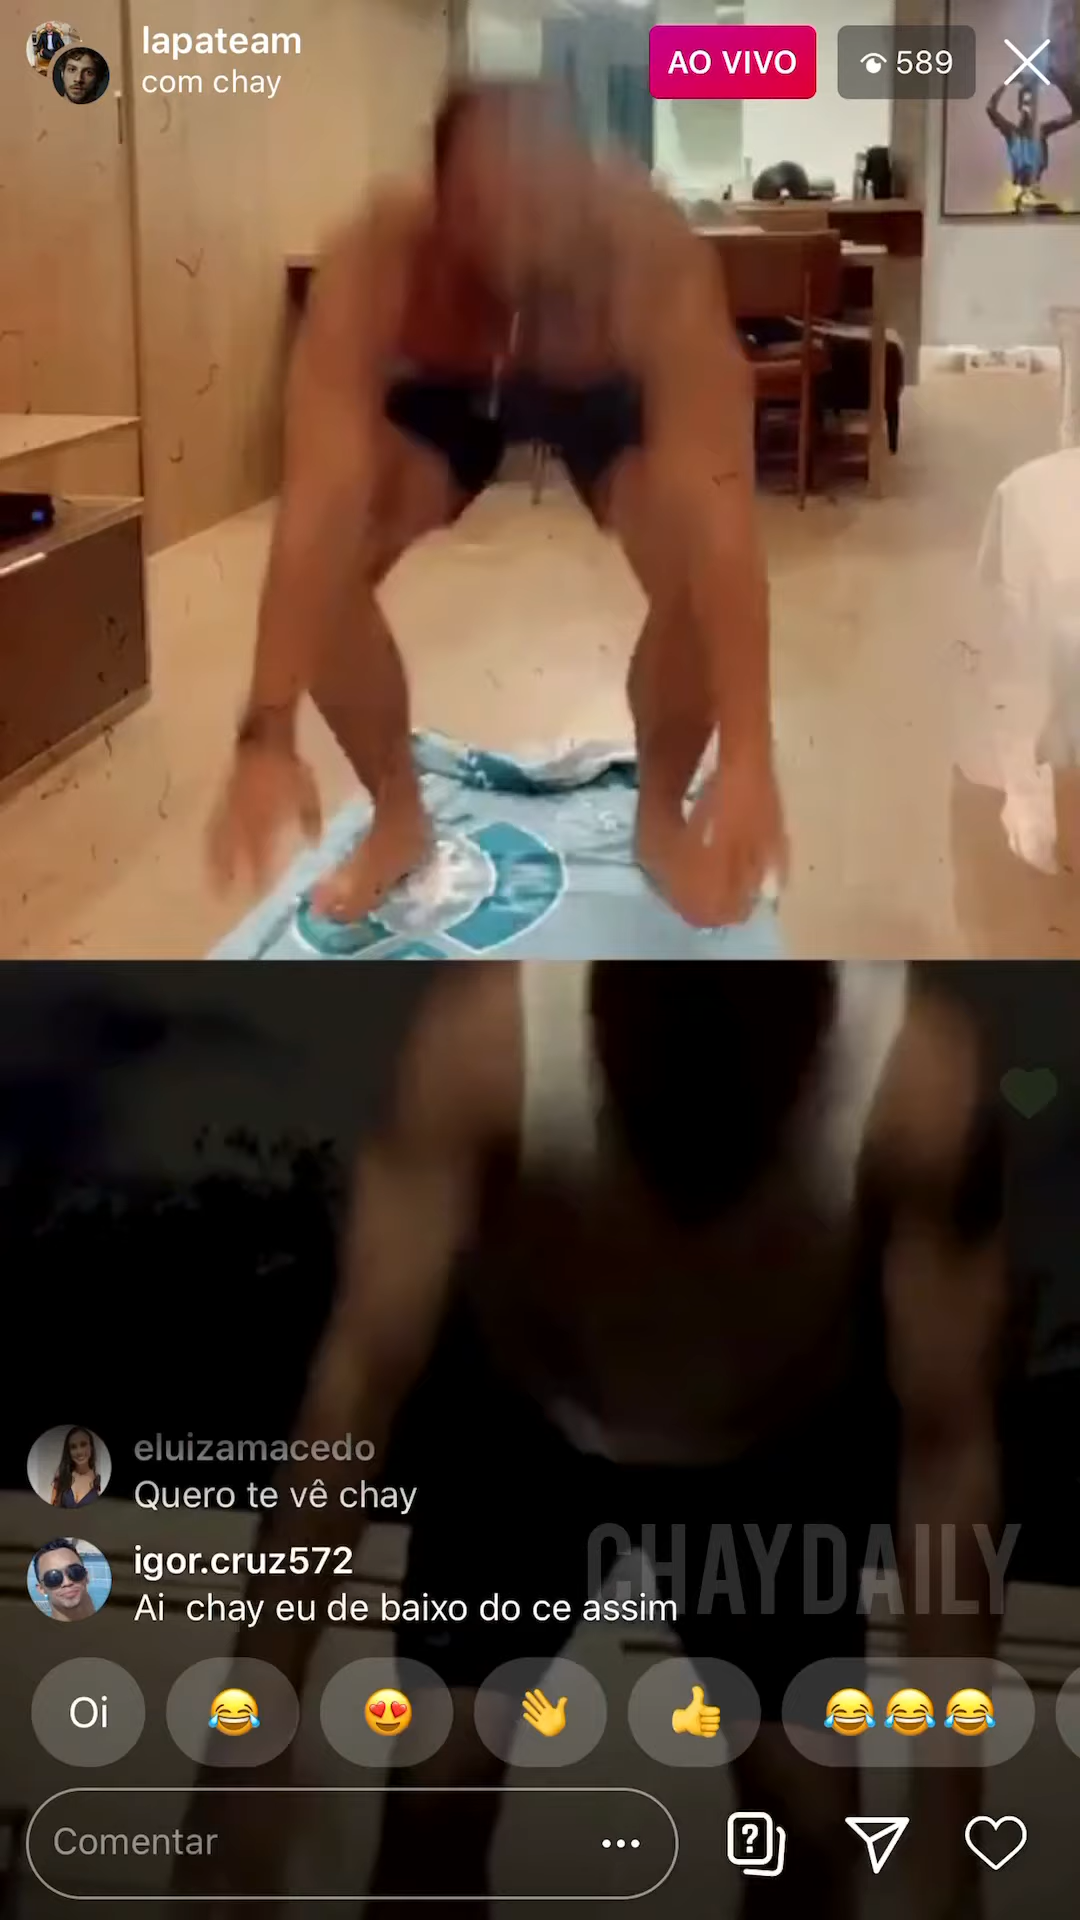 lapateam
com chay
AO VIVO
589
eluizamacedo
Quero te vê chay
igor.cruz572
Ai  chay eu de baixo do ce assim
CHAYDAILY
Oi
Comentar